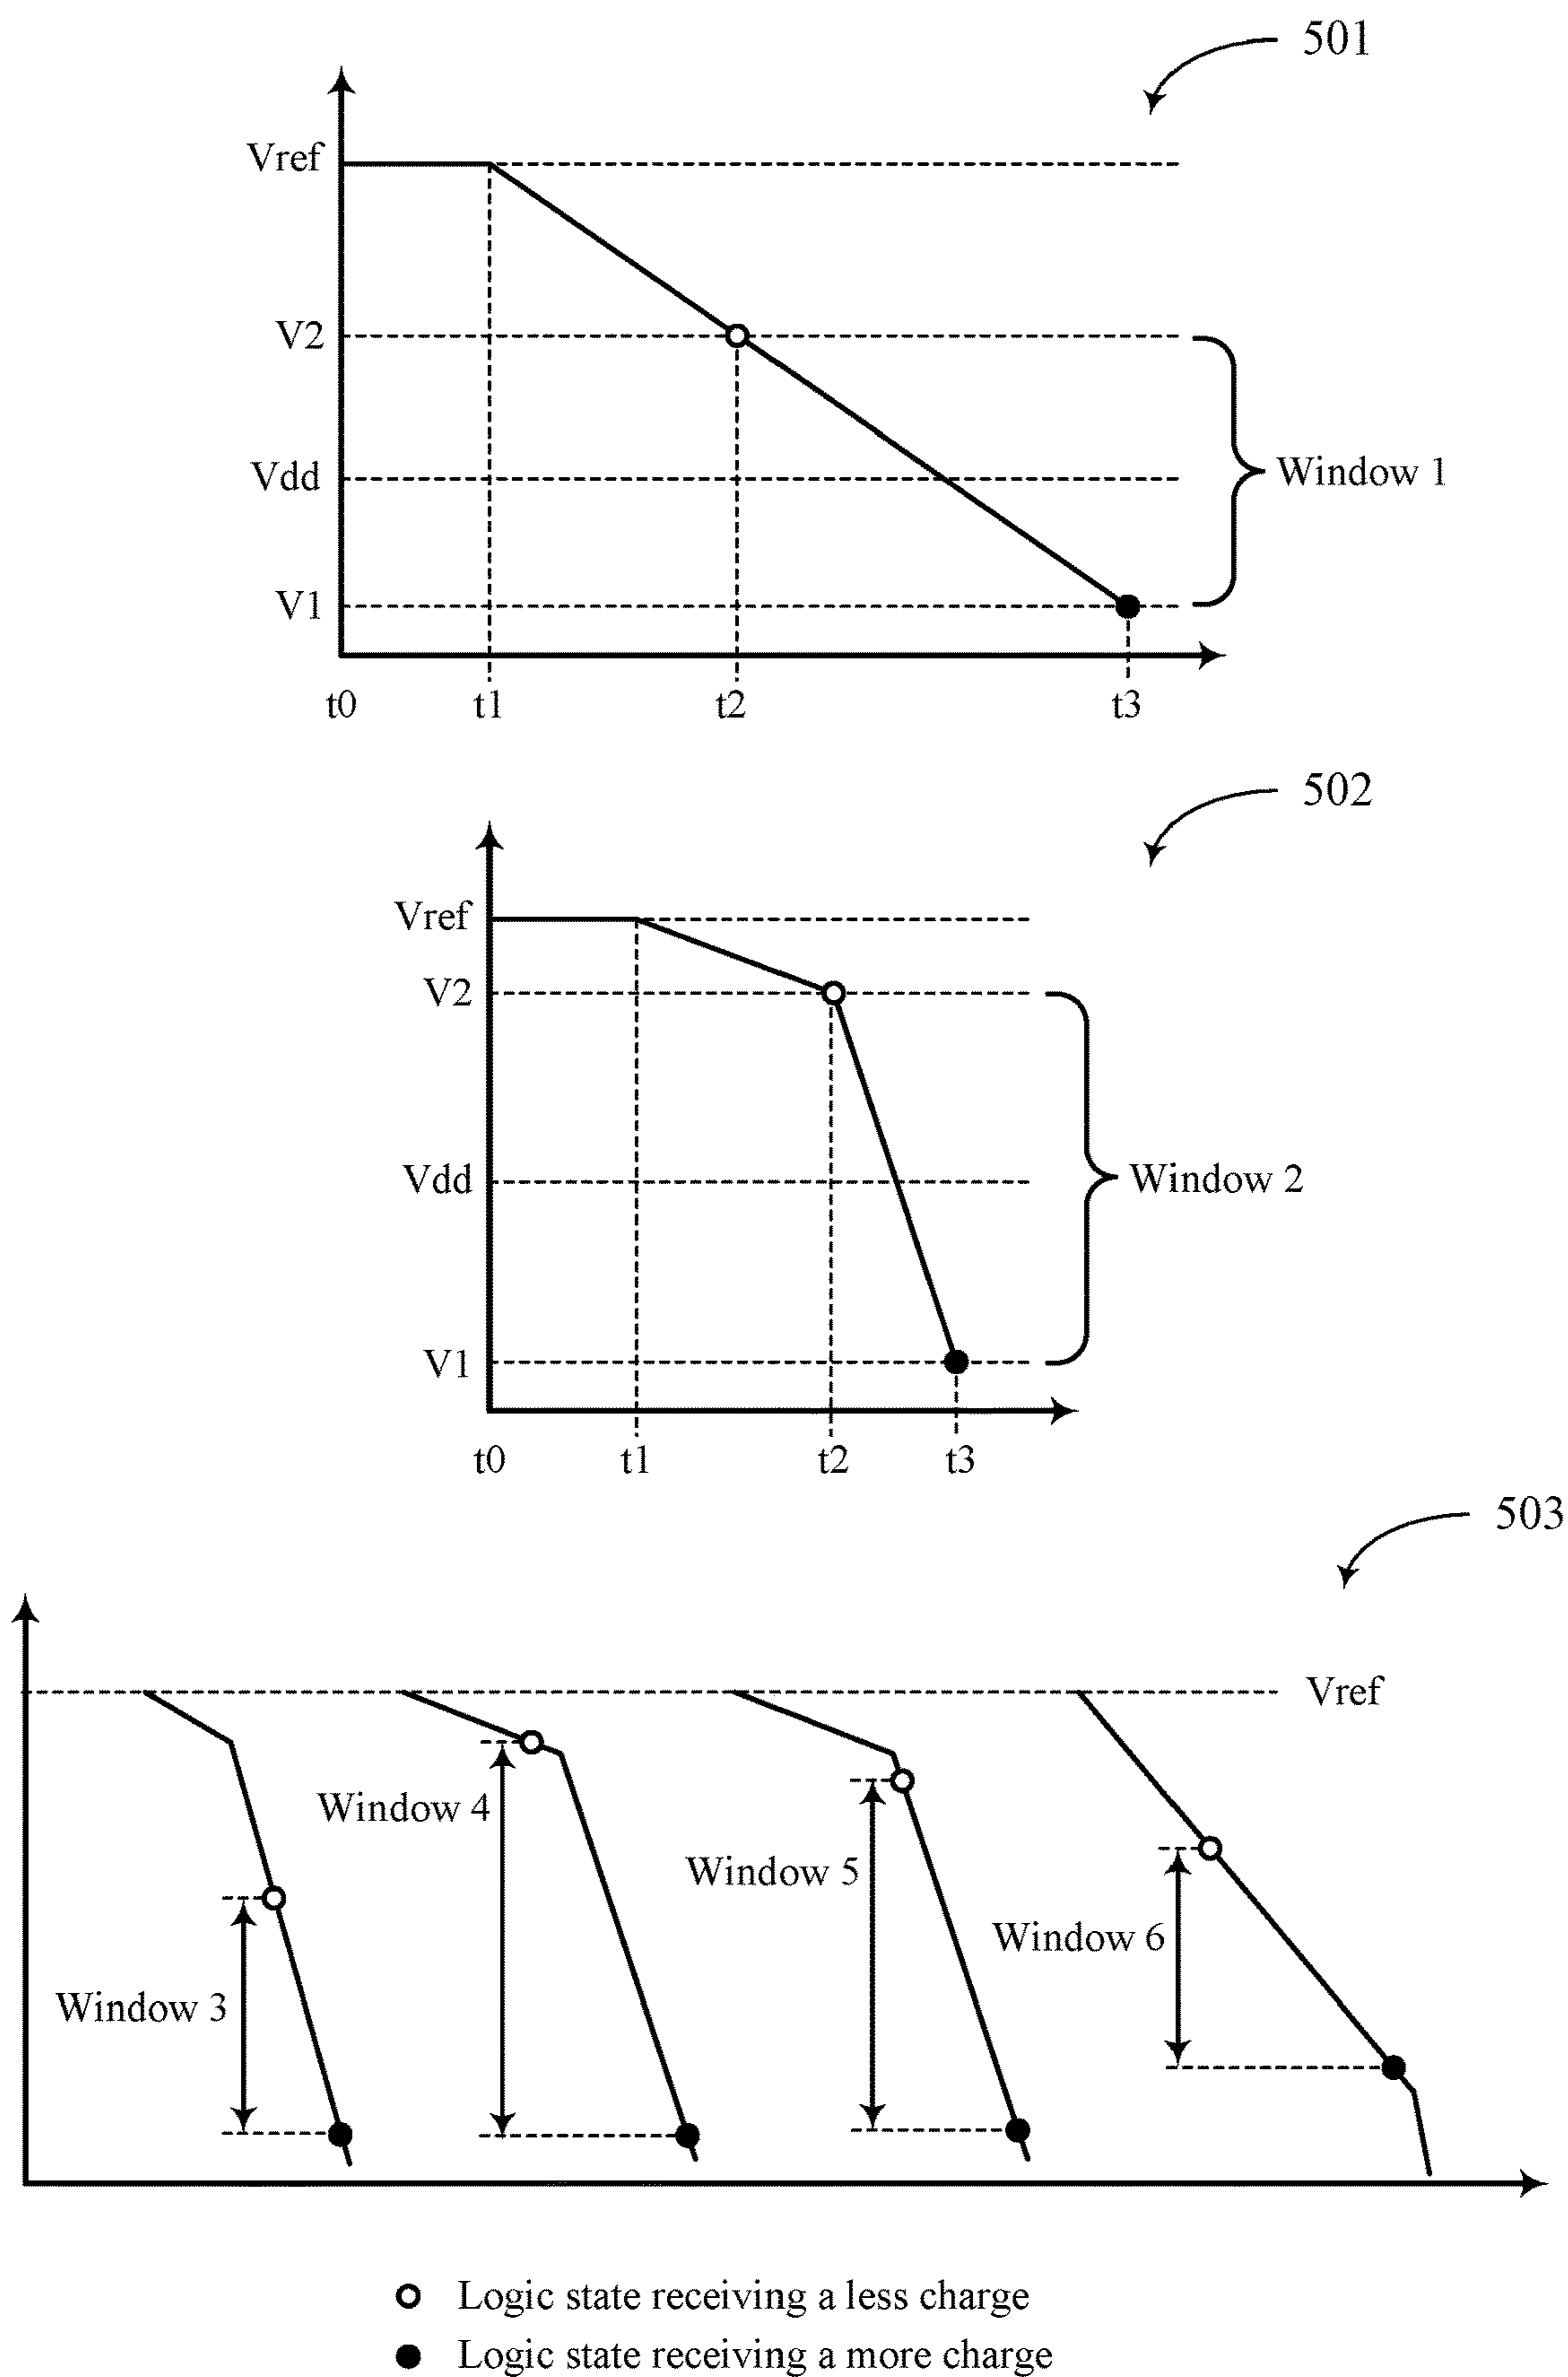 501
Vref
V2
Vdd
Window 1
V1
t0 t1 t2 t3
502
Vref
V2
Vdd
Window 2
V1
t0 t1 t2 t3
503
Vref
Window 4
Window 5
Window 6
Window 3
Logic state receiving a less charge
Logic state receiving a more charge